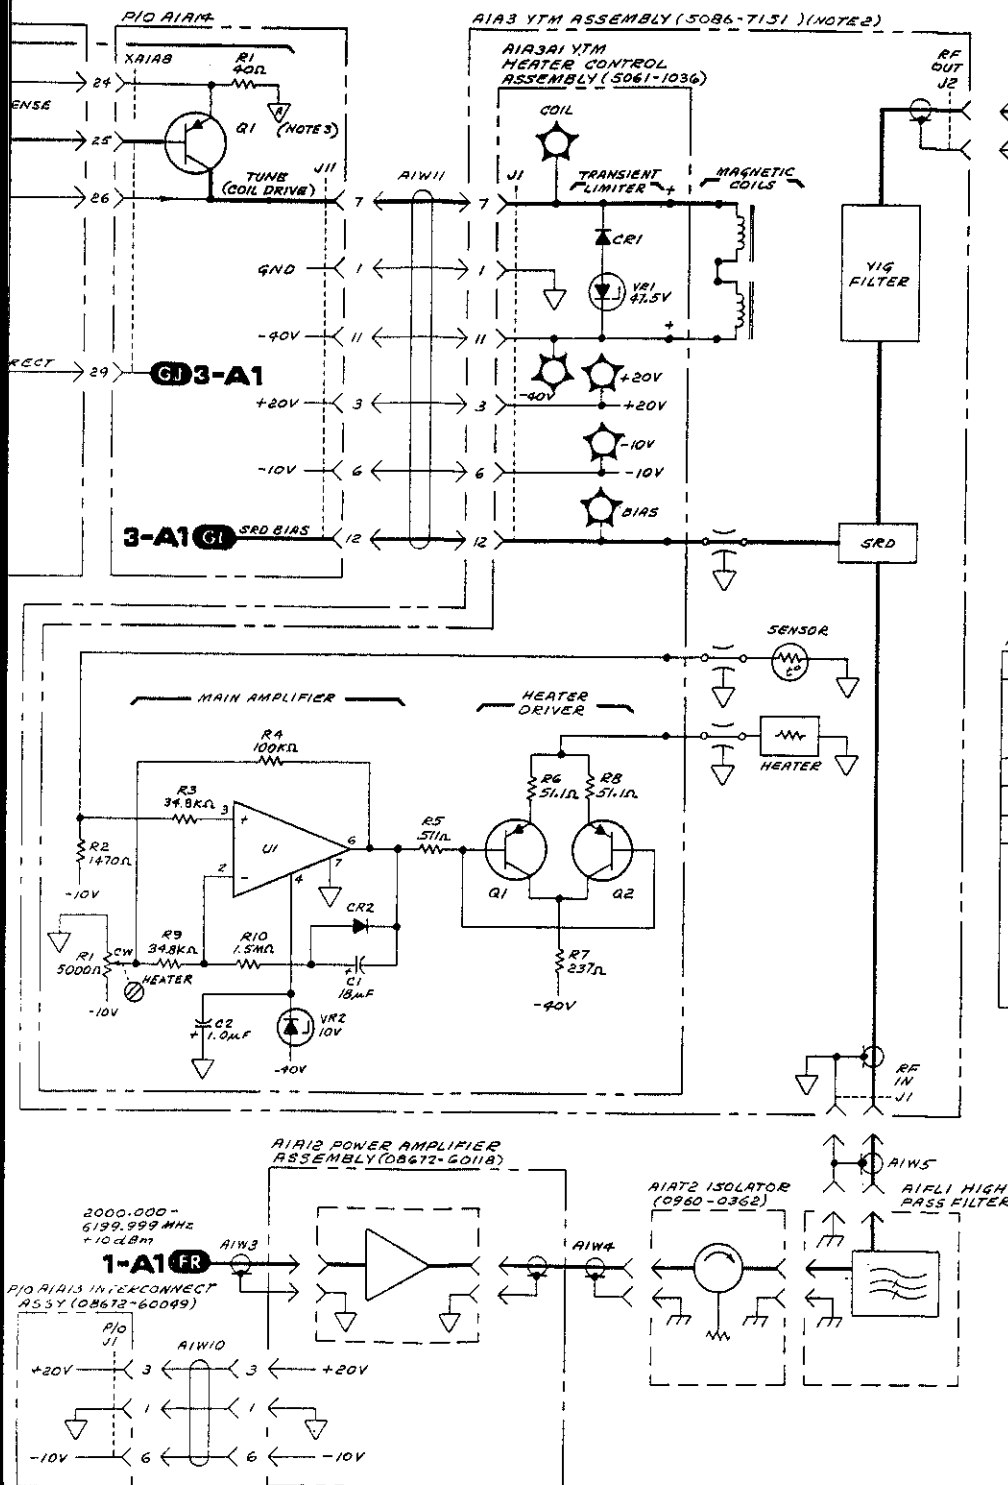 P/O A1A14
A1A3 YTM ASSEMBLY (5086-7151) (NOTE 2)
XA1A8
R1
40Ω
A
24
ENSE
25
Q1
(NOTE 3)
26
TUNE
(COIL DRIVE)
J11
7
A1W11
7
J1
A1A3A1 YTM
HEATER CONTROL
ASSEMBLY (5061-1036)
COIL
TRANSIENT
LIMITER
+
MAGNETIC
COILS
RF
OUT
J2
CR1
VR1
47.5V
+
YIG
FILTER
GND
1
1
-40V
11
11
-40V
RECT
29
GJ 3-A1
+20V
3
3
+20V
+20V
-10V
6
6
-10V
-10V
3-A1 GI SRD BIAS
12
12
BIAS
SRD
SENSOR
t°
MAIN AMPLIFIER
HEATER
DRIVER
HEATER
R4
100KΩ
R3
34.8KΩ
3
+
U1
6
7
2
-
4
R2
1470Ω
-10V
R5
511Ω
R6
51.1Ω
R8
51.1Ω
Q1
Q2
R7
237Ω
-40V
R1
5000Ω
CW
HEATER
-10V
R9
34.8KΩ
R10
1.5MΩ
CR2
+
C1
18μF
C2
+
1.0μF
VR2
10V
-40V
RF
IN
J1
A1W5
A1A12 POWER AMPLIFIER
ASSEMBLY (08672-60118)
A1AT2 ISOLATOR
(0960-0362)
A1FL1 HIGH
PASS FILTER
2000.000-
6199.999 MHz
+10dBm
1-A1 FR
A1W3
A1W4
P/O A1A13 INTERCONNECT
ASSY (08672-60049)
P/O
J1
A1W10
+20V
3
3
+20V
1
1
-10V
6
6
-10V